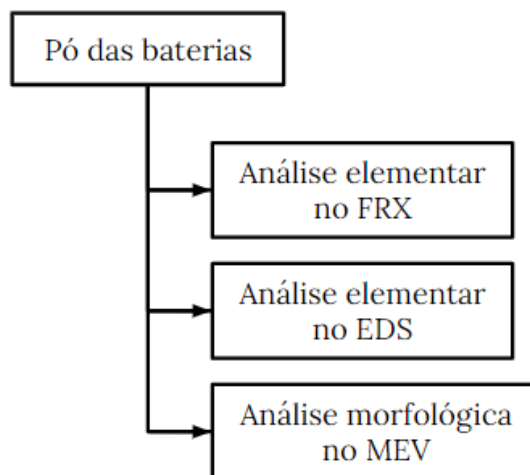 Pó das baterias
Análise elementar
no FRX
Análise elementar
no EDS
Análise morfológica
no MEV